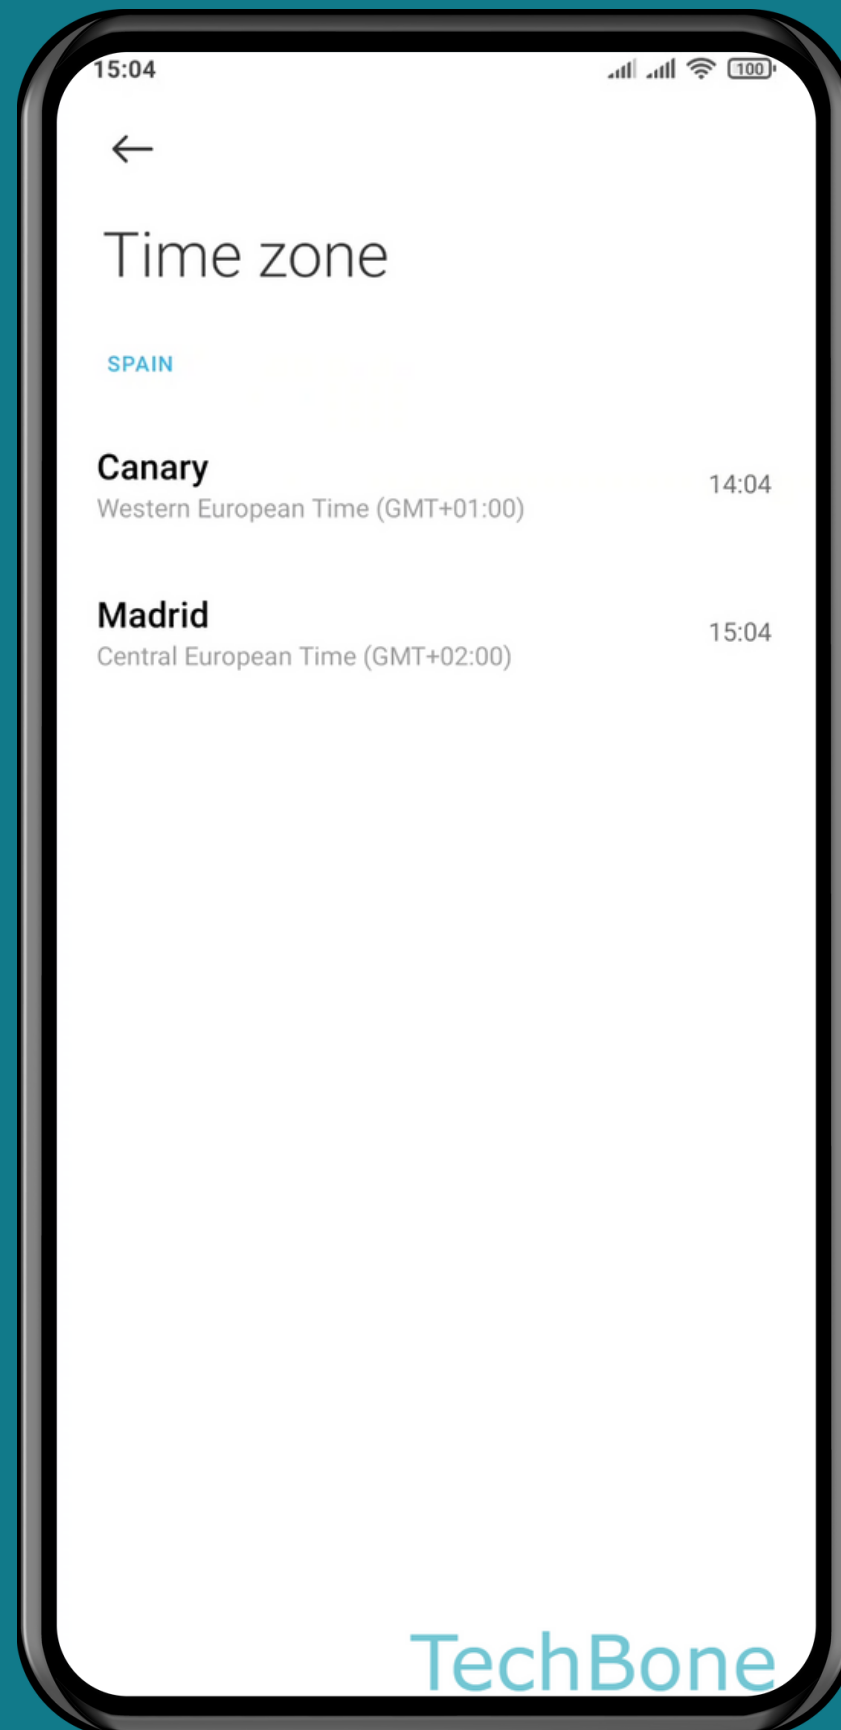 15:04
100
Time zone
SPAIN
Canary
Western European Time (GMT+01:00)
14:04
Madrid
Central European Time (GMT+02:00)
15:04
TechBone